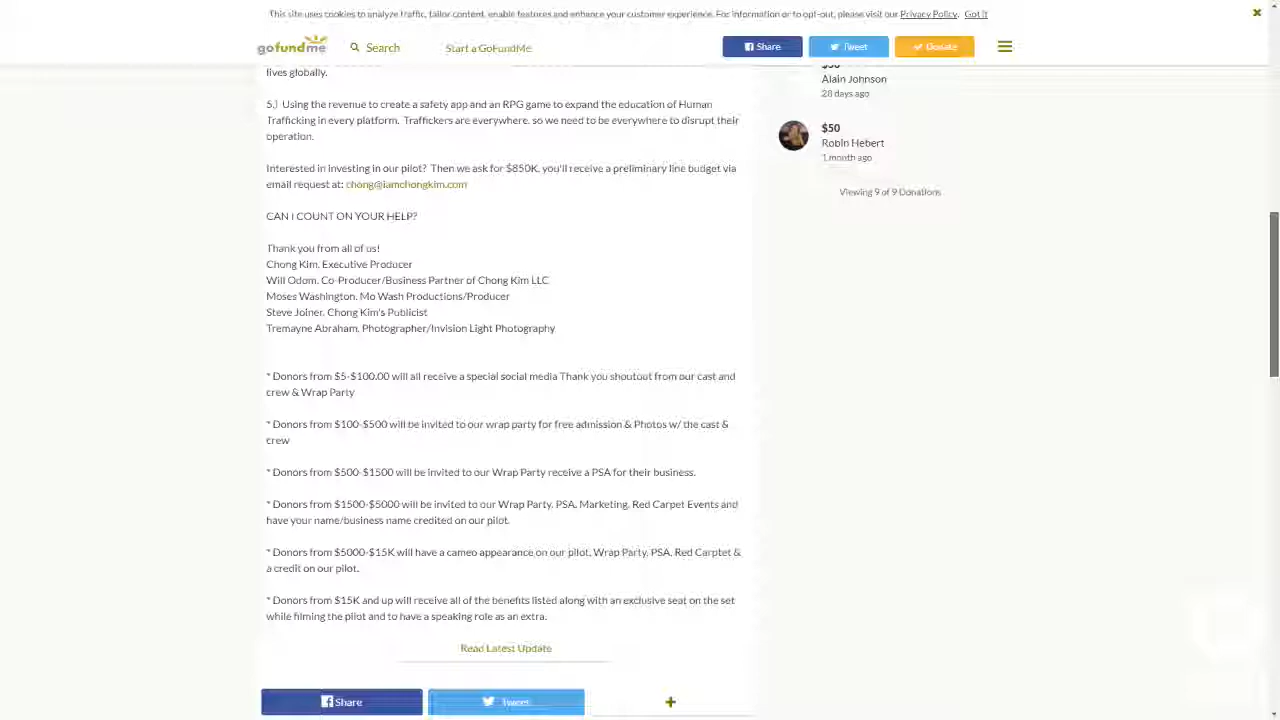 This site uses cookies to analyze traffic, tailor content, enable features and enhance your customer experience. For information or to opt-out, please visit our Privacy Policy. Got it
gofundme
Search
Start a GoFundMe
Share
Tweet
Donate
lives globally.
5.) Using the revenue to create a safety app and an RPG game to expand the education of Human
Trafficking in every platform. Traffickers are everywhere, so we need to be everywhere to disrupt their
operation.
Interested in investing in our pilot? Then we ask for $850K, you'll receive a preliminary line budget via
email request at: chong@iamchongkim.com
CAN I COUNT ON YOUR HELP?
Thank you from all of us!
Chong Kim, Executive Producer
Will Odom, Co-Producer/Business Partner of Chong Kim LLC
Moses Washington, Mo Wash Productions/Producer
Steve Joiner, Chong Kim's Publicist
Tremayne Abraham, Photographer/Invision Light Photography
* Donors from $5-$100.00 will all receive a special social media Thank you shoutout from our cast and
crew & Wrap Party
* Donors from $100-$500 will be invited to our wrap party for free admission & Photos w/ the cast &
crew
* Donors from $500-$1500 will be invited to our Wrap Party receive a PSA for their business.
* Donors from $1500-$5000 will be invited to our Wrap Party, PSA, Marketing, Red Carpet Events and
have your name/business name credited on our pilot.
* Donors from $5000-$15K will have a cameo appearance on our pilot, Wrap Party, PSA, Red Carptet &
a credit on our pilot.
* Donors from $15K and up will receive all of the benefits listed along with an exclusive seat on the set
while filming the pilot and to have a speaking role as an extra.
Read Latest Update
Share
Tweet
+
Alain Johnson
28 days ago
$50
Robin Hebert
1 month ago
Viewing 9 of 9 Donations